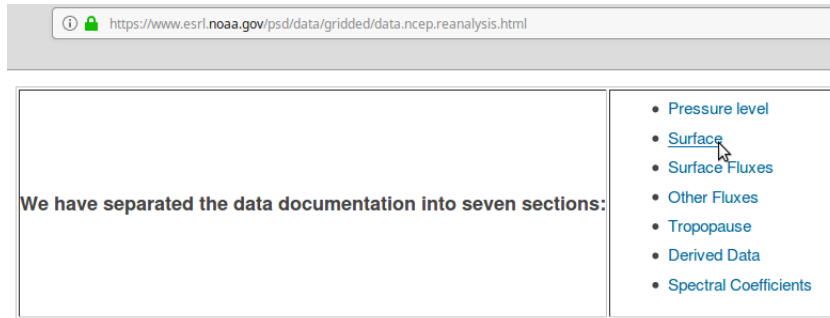 https://www.esrl.noaa.gov/psd/data/gridded/data.ncep.reanalysis.html
We have separated the data documentation into seven sections:
Pressure level
Surface
Surface Fluxes
Other Fluxes
Tropopause
Derived Data
Spectral Coefficients